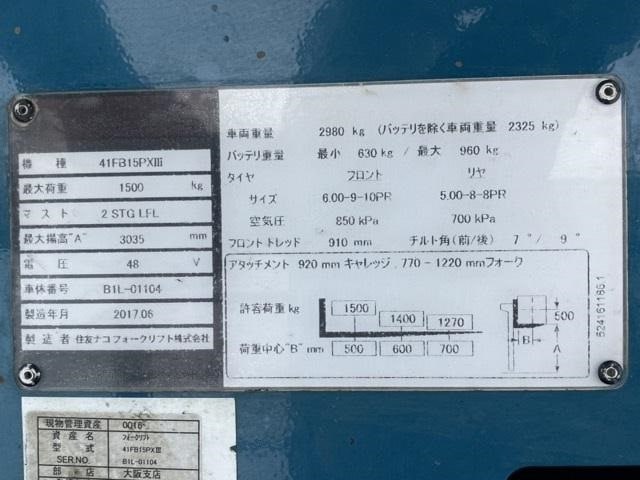 機種 41FB15PXⅢ
最大荷重 1500 kg
マスト 2 STG LFL
最大揚高"A" 3035 mm
電圧 48 V
車体番号 B1L-01104
製造年月 2017.06
製造者 住友ナコフォークリフト株式会社
車両重量 2980 kg (バッテリを除く車両重量 2325 kg)
バッテリ重量 最小 630 kg / 最大 960 kg
タイヤ フロント リヤ
サイズ 6.00-9-10PR 5.00-8-8PR
空気圧 850 kPa 700 kPa
フロントトレッド 910 mm チルト角(前/後) 7°/ 9°
アタッチメント 920 mm キャレッジ, 770 - 1220 mmフォーク
許容荷重 kg 1500 1400 1270
荷重中心"B" mm 500 600 700
500
B
A
524161186.1
現物管理資産 0016
資産名 フォークリフト
型式 41FB15PXⅢ
SER.NO. B1L-01104
部店 大阪支店